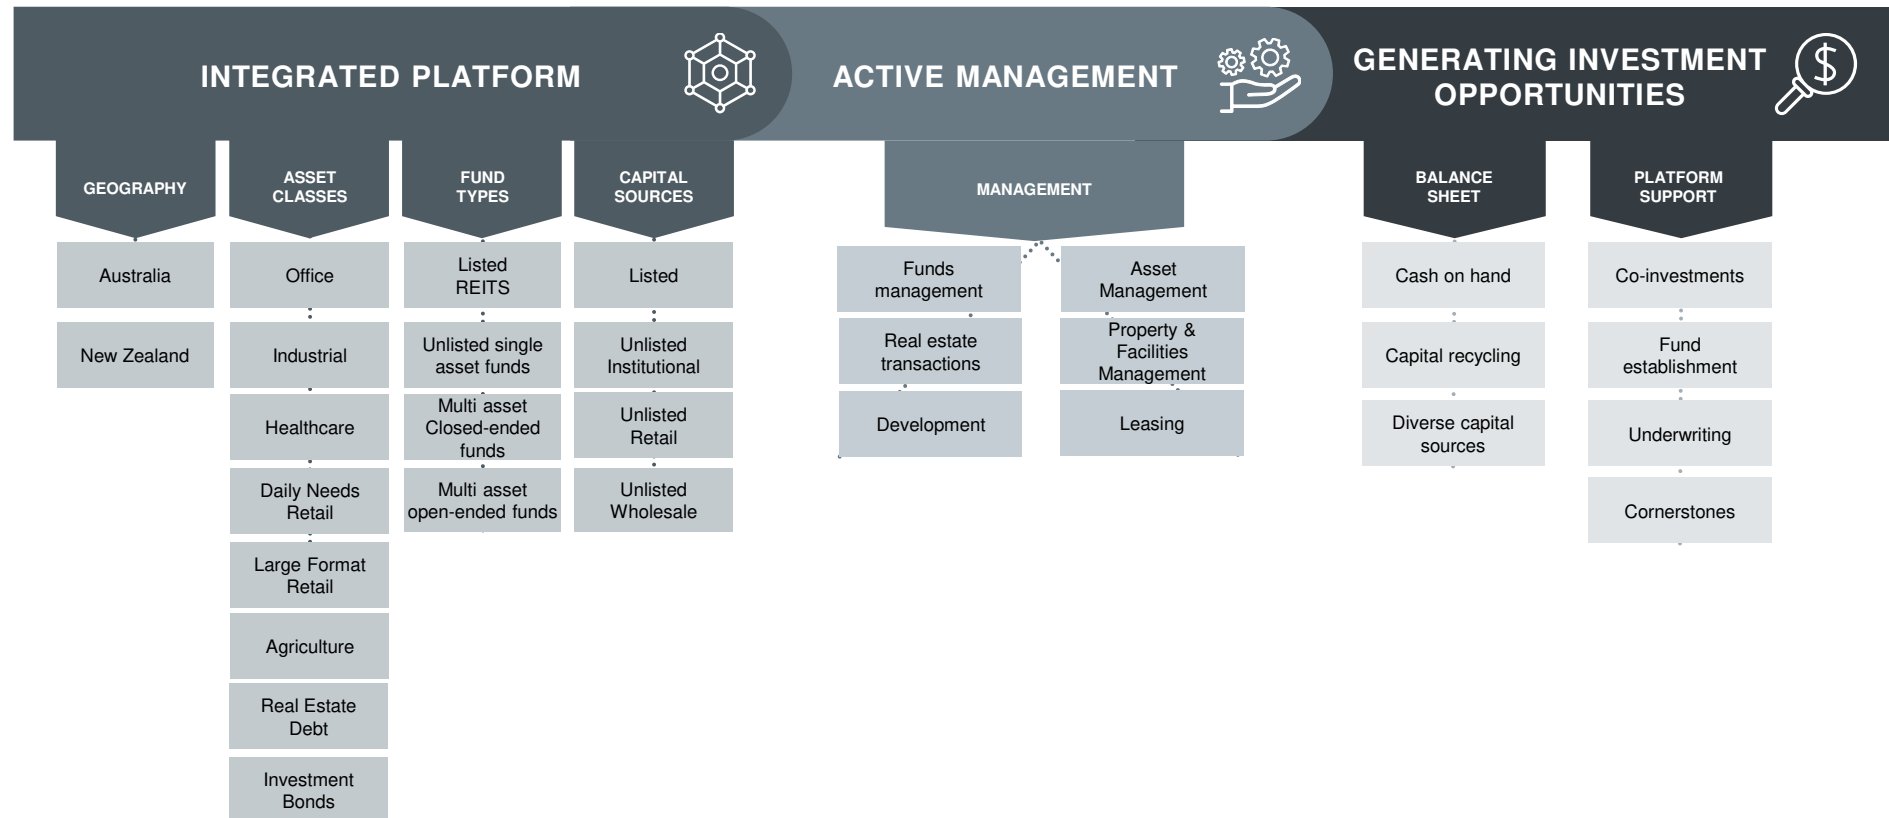 INTEGRATED PLATFORM
ACTIVE MANAGEMENT
GENERATING INVESTMENT
OPPORTUNITIES
$
GEOGRAPHY
Australia
New Zealand
ASSET
CLASSES
Office
Industrial
Healthcare
Daily Needs
Retail
Large Format
Retail
Agriculture
Real Estate
Debt
Investment
Bonds
FUND
TYPES
Listed
REITS
Unlisted single
asset funds
Multi asset
Closed-ended
funds
Multi asset
open-ended funds
CAPITAL
SOURCES
Listed
Unlisted
Institutional
Unlisted
Retail
Unlisted
Wholesale
MANAGEMENT
Funds
management
Real estate
transactions
Development
Asset
Management
Property &
Facilities
Management
Leasing
BALANCE
SHEET
Cash on hand
Capital recycling
Diverse capital
sources
PLATFORM
SUPPORT
Co-investments
Fund
establishment
Underwriting
Cornerstones